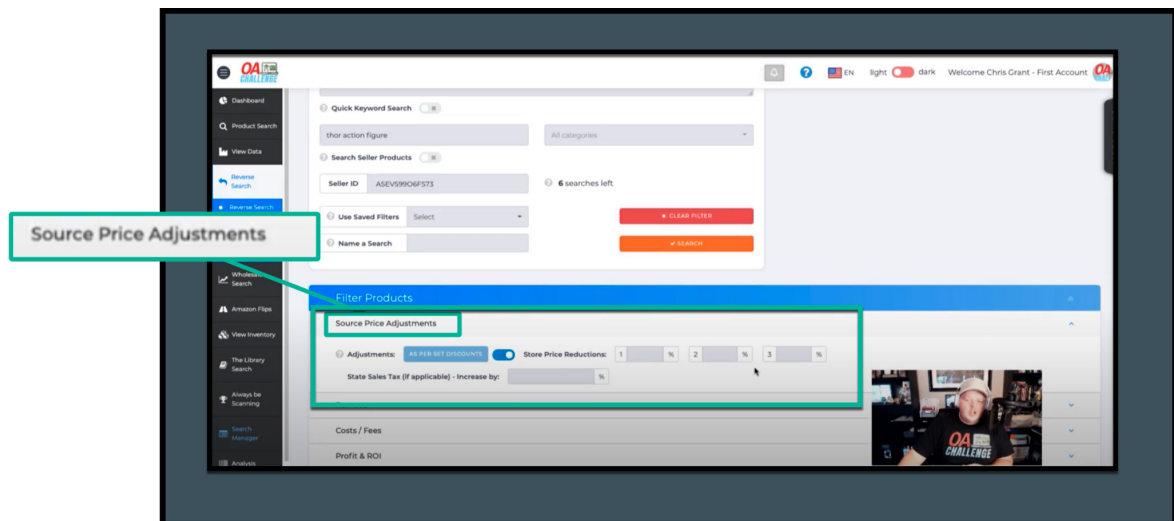 OA
CHALLENGE
EN light dark Welcome Chris Grant - First Account OA
Dashboard
Product Search
View Data
Reverse
Search
Reverse Search
Source Price Adjustments
Wholesale
Search
Amazon Flips
View Inventory
The Library
Search
Always be
Scanning
Search
Manager
Analysis
Quick Keyword Search
thor action figure All categories
Search Seller Products
Seller ID ASEVS99O6FS73 6 searches left
Use Saved Filters Select CLEAR FILTER
Name a Search SEARCH
Filter Products
Source Price Adjustments
Adjustments: AS PER SET DISCOUNTS Store Price Reductions: 1 % 2 % 3 %
State Sales Tax (if applicable) - Increase by: %
Costs / Fees
Profit & ROI
OA
CHALLENGE